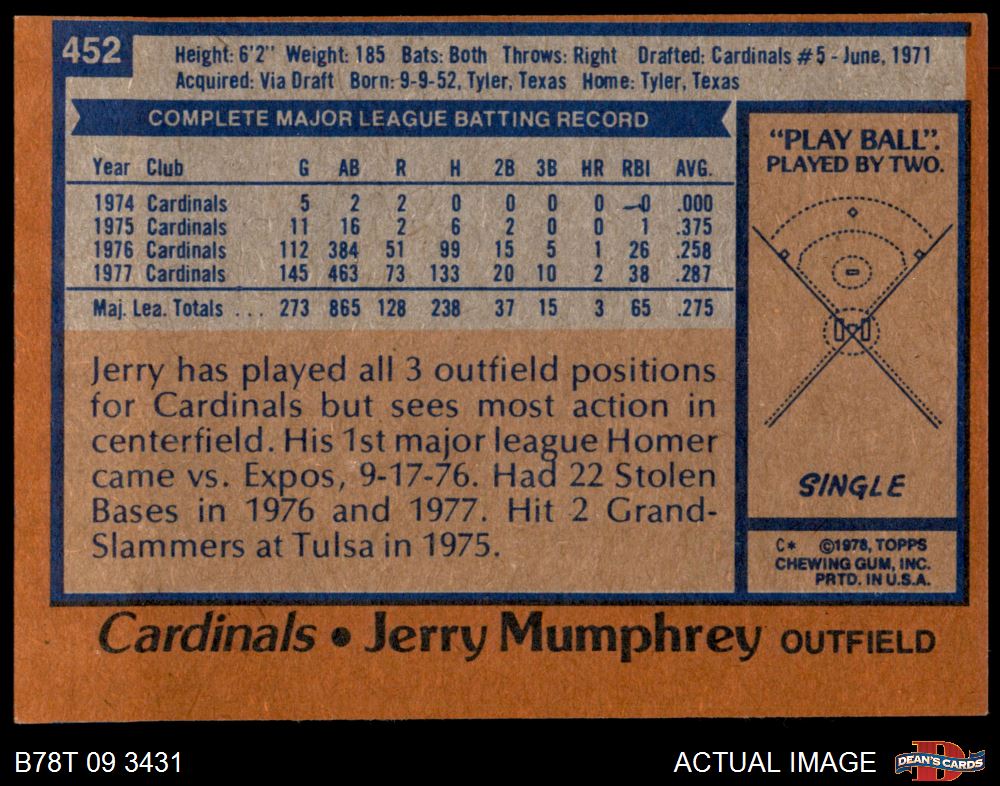 452
Height: 6'2" Weight: 185 Bats: Both Throws: Right Drafted: Cardinals #5 - June, 1971
Acquired: Via Draft Born: 9-9-52, Tyler, Texas Home: Tyler, Texas
COMPLETE MAJOR LEAGUE BATTING RECORD
Year Club G AB R H 2B 3B HR RBI AVG.
1974 Cardinals 5 2 2 0 0 0 0 0 .000
1975 Cardinals 11 16 2 6 2 0 0 1 .375
1976 Cardinals 112 384 51 99 15 5 1 26 .258
1977 Cardinals 145 463 73 133 20 10 2 38 .287
Maj. Lea. Totals ... 273 865 128 238 37 15 3 65 .275
Jerry has played all 3 outfield positions
for Cardinals but sees most action in
centerfield. His 1st major league Homer
came vs. Expos, 9-17-76. Had 22 Stolen
Bases in 1976 and 1977. Hit 2 Grand-
Slammers at Tulsa in 1975.
"PLAY BALL".
PLAYED BY TWO.
SINGLE
C* ©1978, TOPPS
CHEWING GUM, INC.
PRTD. IN U.S.A.
Cardinals • Jerry Mumphrey OUTFIELD
B78T 09 3431
ACTUAL IMAGE
D
DEAN'S CARDS